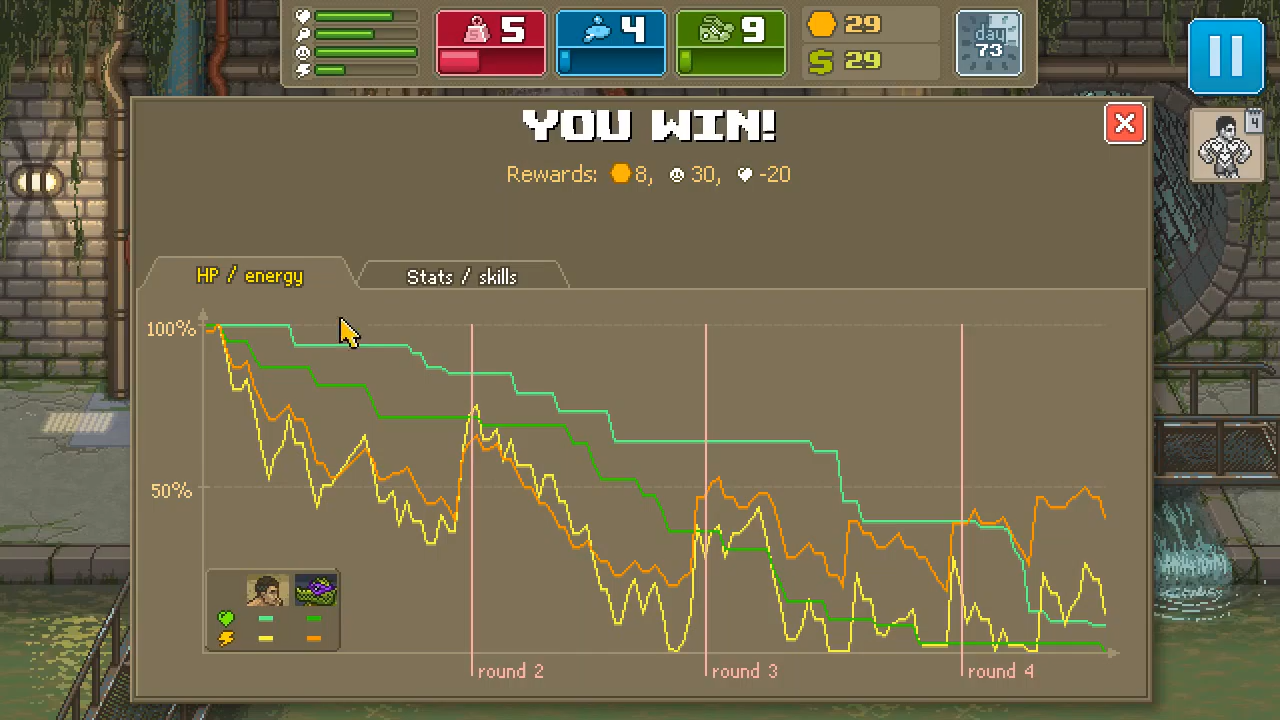 5
4
9
29
29
day
73
4
YOU WIN!
Rewards: 8, 30, -20
HP / energy
Stats / skills
100%
50%
round 2
round 3
round 4